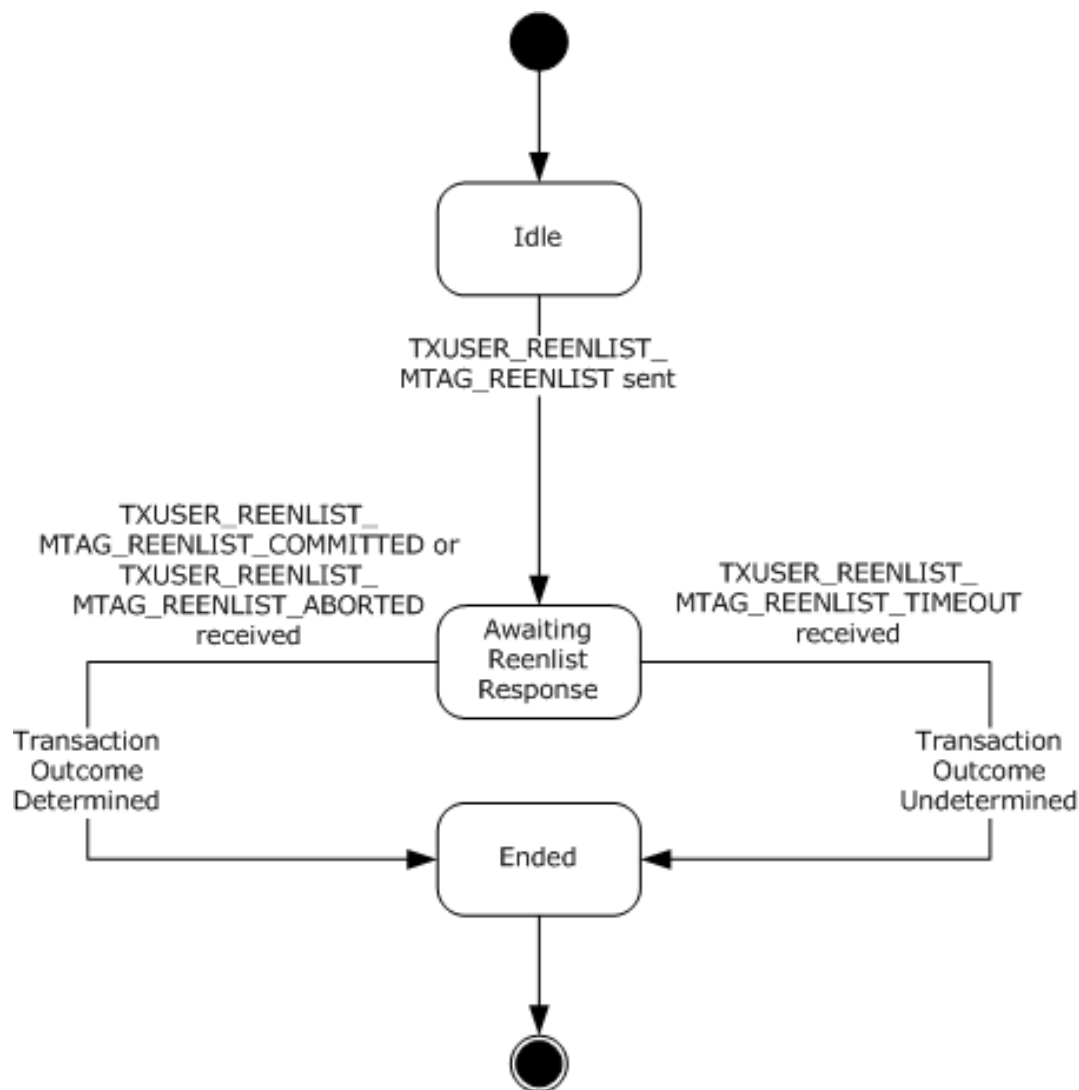 Idle
TXUSER_REENLIST_
MTAG_REENLIST sent
TXUSER_REENLIST_
MTAG_REENLIST_COMMITTED or
TXUSER_REENLIST_
MTAG_REENLIST_ABORTED
received
TXUSER_REENLIST_
MTAG_REENLIST_TIMEOUT
received
Awaiting
Reenlist
Response
Transaction
Outcome
Determined
Transaction
Outcome
Undetermined
Ended